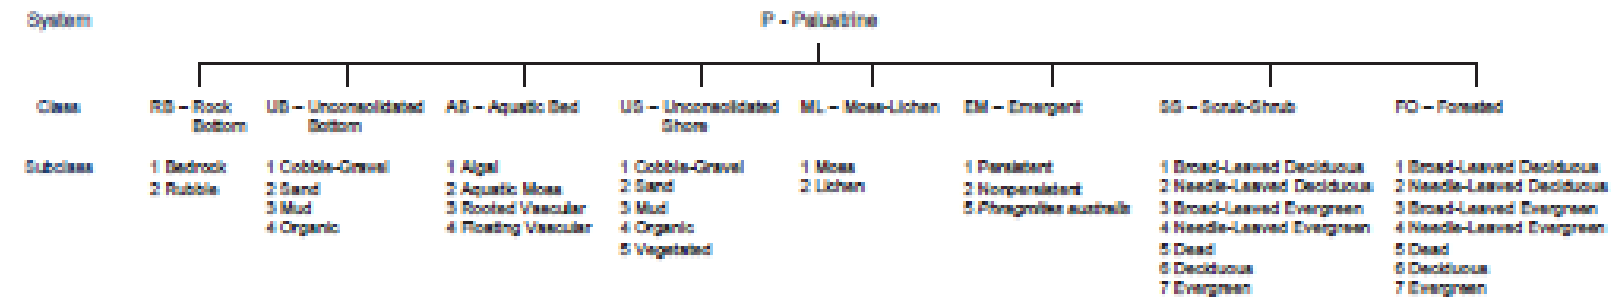 System
P - Palustrine
Class
RB – Rock Bottom
UB – Unconsolidated Bottom
AB – Aquatic Bed
US – Unconsolidated Shore
ML – Moss-Lichen
EM – Emergent
SS – Scrub-Shrub
FO – Forested
Subclass
1 Bedrock
2 Rubble
1 Cobble-Gravel
2 Sand
3 Mud
4 Organic
1 Algal
2 Aquatic Moss
3 Rooted Vascular
4 Floating Vascular
1 Cobble-Gravel
2 Sand
3 Mud
4 Organic
5 Vegetated
1 Moss
2 Lichen
1 Persistent
2 Nonpersistent
5 Phragmites australis
1 Broad-Leaved Deciduous
2 Needle-Leaved Deciduous
3 Broad-Leaved Evergreen
4 Needle-Leaved Evergreen
5 Dead
6 Deciduous
7 Evergreen
1 Broad-Leaved Deciduous
2 Needle-Leaved Deciduous
3 Broad-Leaved Evergreen
4 Needle-Leaved Evergreen
5 Dead
6 Deciduous
7 Evergreen